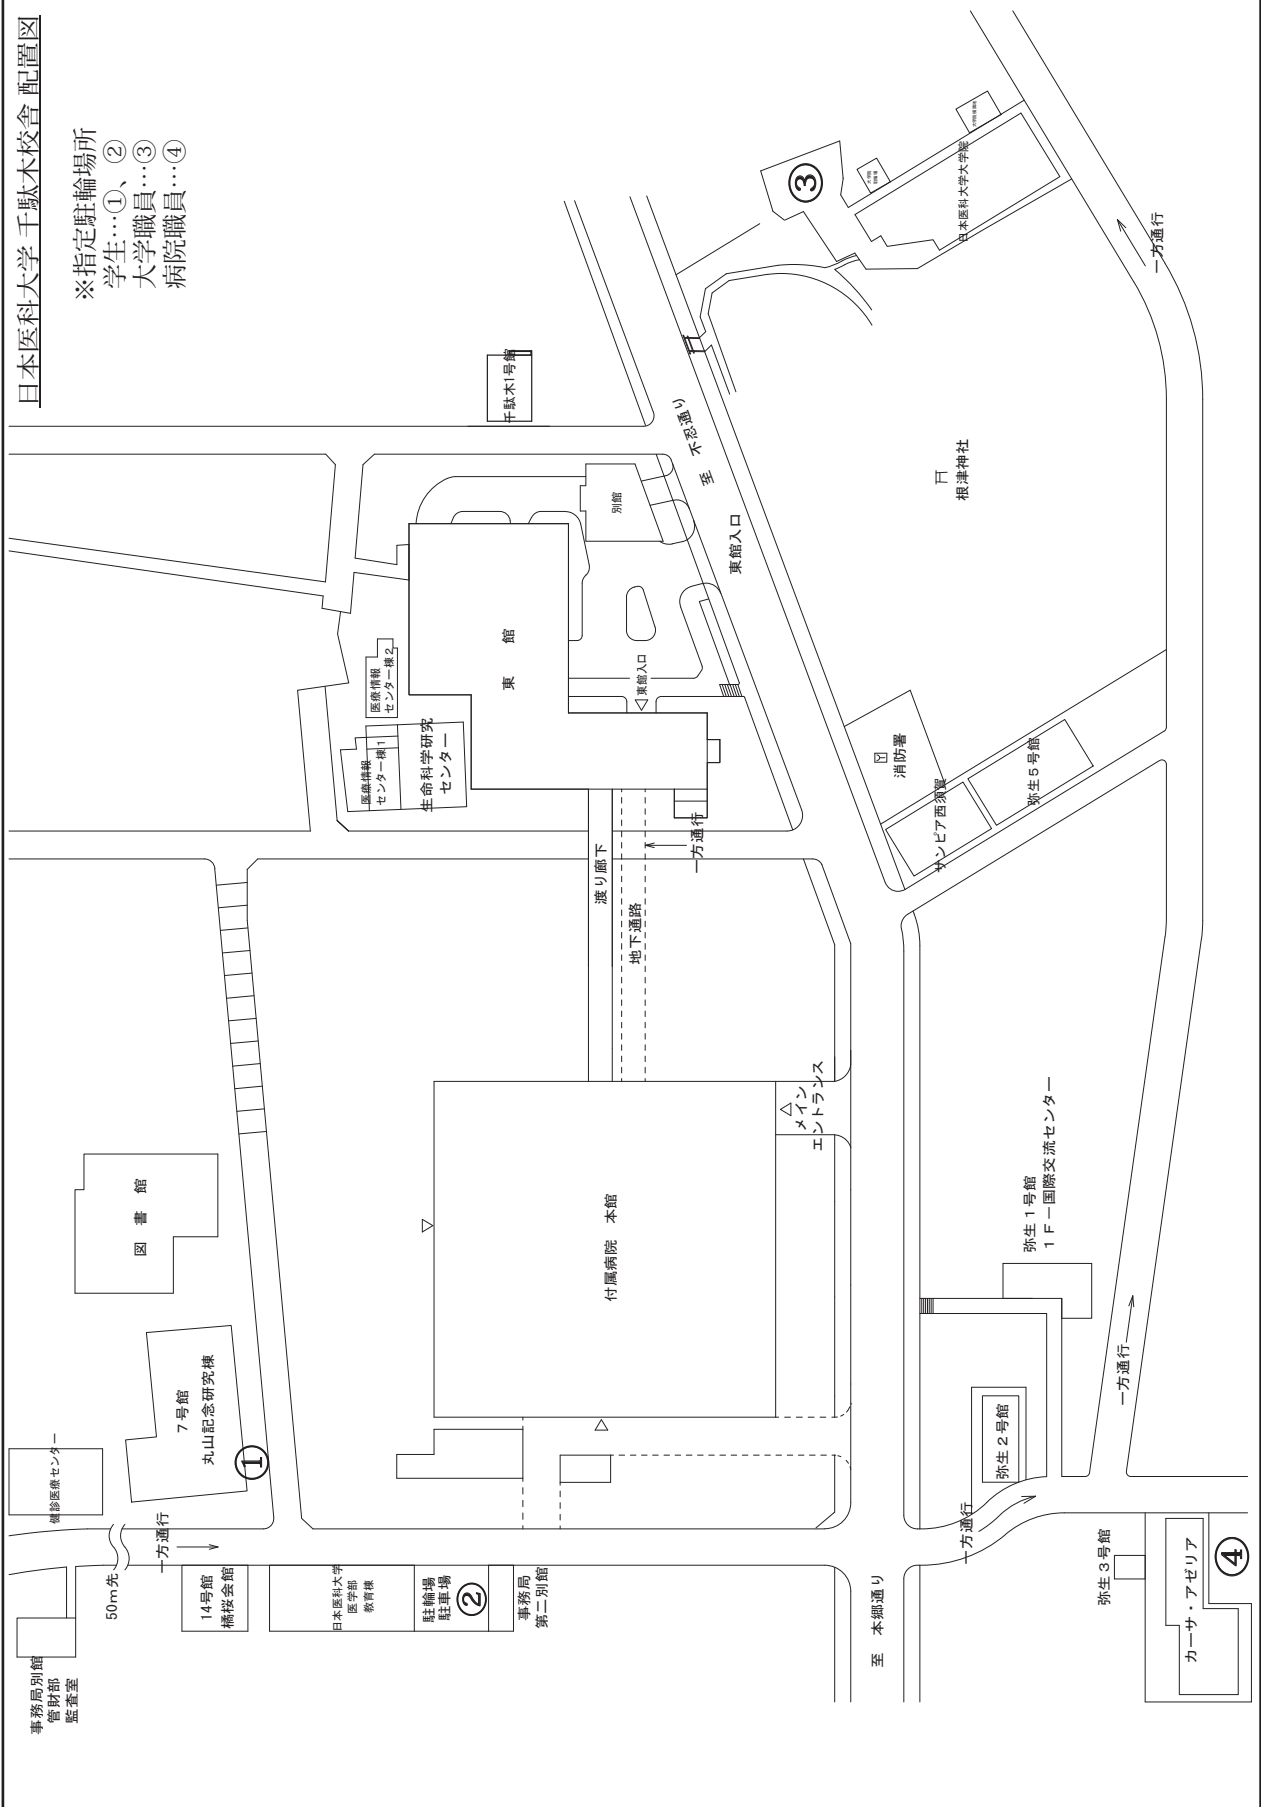 日本医科大学 千駄木校舎 配置図
※指定駐輪場所
学生…①、②
大学職員…③
病院職員…④
事務局別館
管財部
監査室
50m先
健診医療センター
一方通行
7号館
丸山記念研究棟
①
図書館
14号館
橘桜会館
日本医科大学
医学部
教育棟
駐輪場
駐車場
②
事務局
第二別館
付属病院 本館
メイン
エントランス
渡り廊下
地下通路
一方通行
医療情報
センター棟1
医療情報
センター棟2
生命科学研究
センター
東館
東館入口
別館
千駄木1号館
至 不忍通り
東館入口
③
大学院
駐輪場
日本医科大学大学院
根津神社
一方通行
消防署
サンピア西須賀
弥生5号館
弥生1号館
1F―国際交流センター
弥生2号館
一方通行
一方通行
至 本郷通り
弥生3号館
カーサ・アゼリア
④